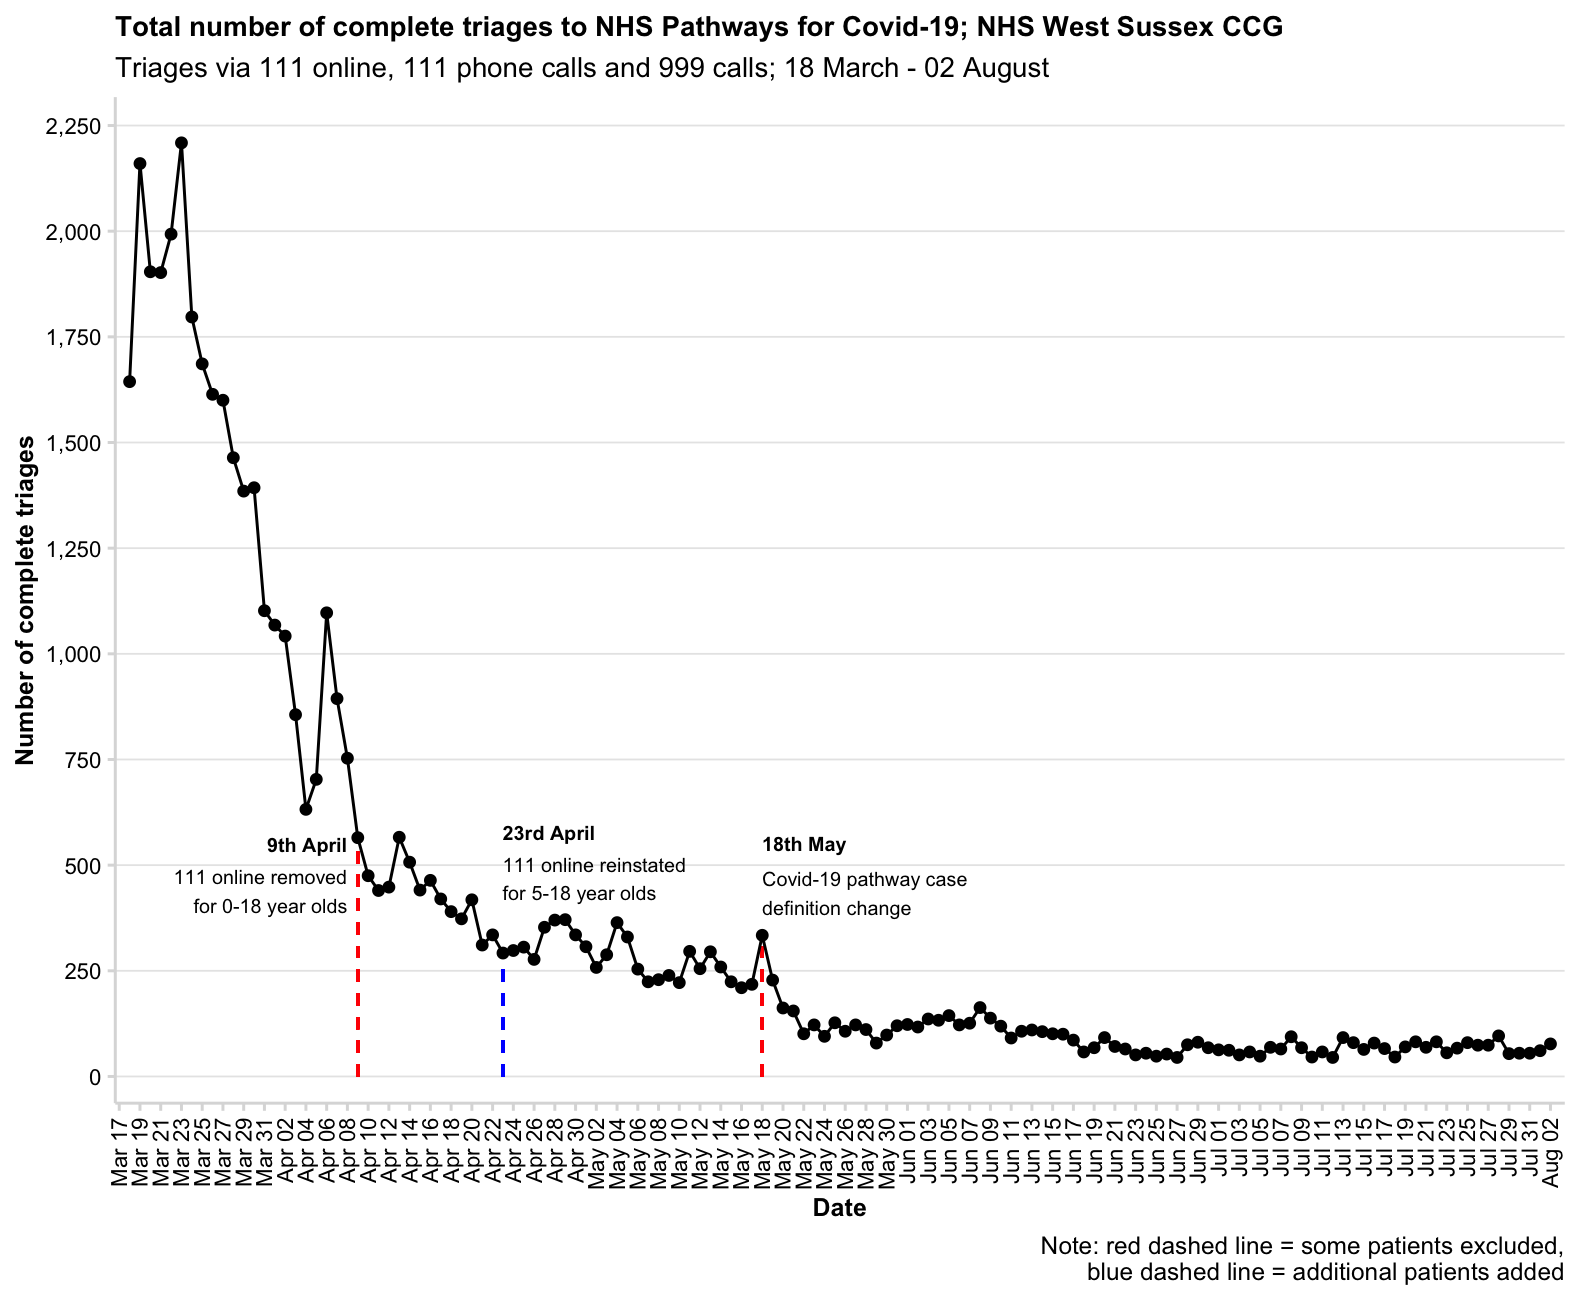 Total number of complete triages to NHS Pathways for Covid-19; NHS West Sussex CCG
Triages via 111 online, 111 phone calls and 999 calls; 18 March - 02 August
Number of complete triages
2,250
2,000
1,750
1,500
1,250
1,000
750
500
250
0
9th April
111 online removed
for 0-18 year olds
23rd April
111 online reinstated
for 5-18 year olds
18th May
Covid-19 pathway case
definition change
Mar 17
Mar 19
Mar 21
Mar 23
Mar 25
Mar 27
Mar 29
Mar 31
Apr 02
Apr 04
Apr 06
Apr 08
Apr 10
Apr 12
Apr 14
Apr 16
Apr 18
Apr 20
Apr 22
Apr 24
Apr 26
Apr 28
Apr 30
May 02
May 04
May 06
May 08
May 10
May 12
May 14
May 16
May 18
May 20
May 22
May 24
May 26
May 28
May 30
Jun 01
Jun 03
Jun 05
Jun 07
Jun 09
Jun 11
Jun 13
Jun 15
Jun 17
Jun 19
Jun 21
Jun 23
Jun 25
Jun 27
Jun 29
Jul 01
Jul 03
Jul 05
Jul 07
Jul 09
Jul 11
Jul 13
Jul 15
Jul 17
Jul 19
Jul 21
Jul 23
Jul 25
Jul 27
Jul 29
Jul 31
Aug 02
Date
Note: red dashed line = some patients excluded,
blue dashed line = additional patients added